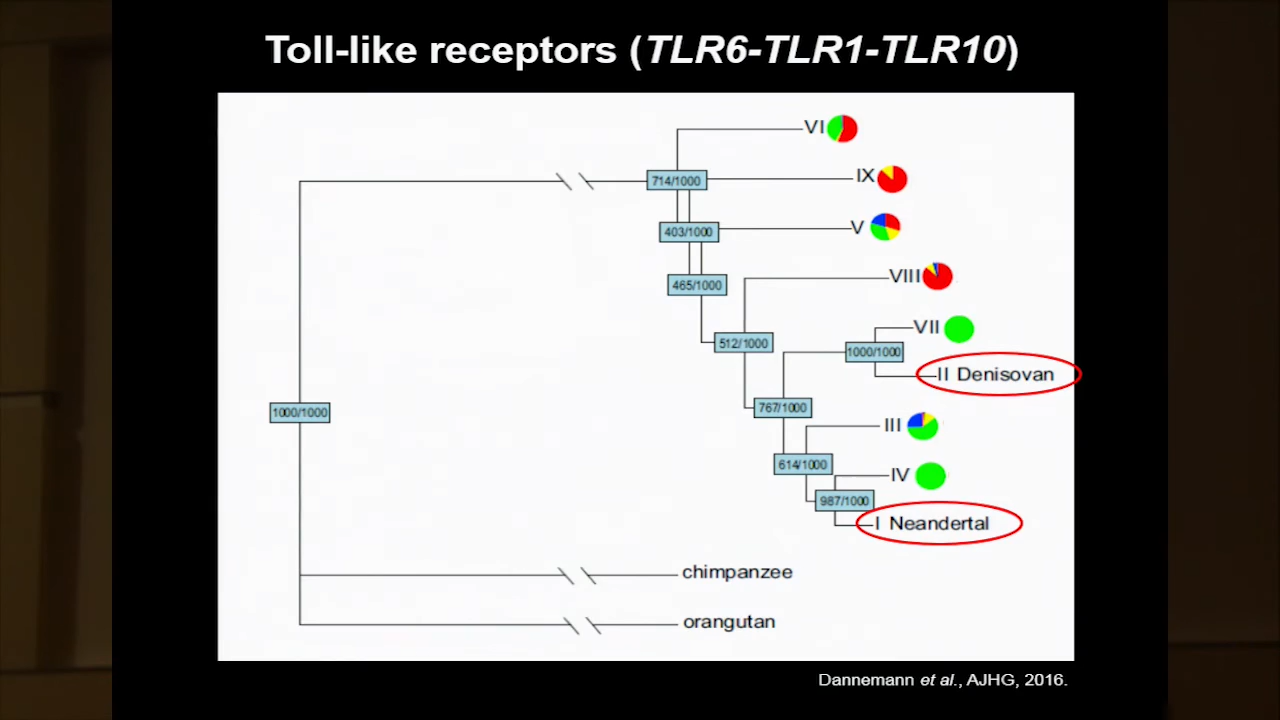 Toll-like receptors (TLR6-TLR1-TLR10)
VI
714/1000
IX
403/1000
V
465/1000
VIII
512/1000
VII
1000/1000
II Denisovan
767/1000
1000/1000
III
614/1000
IV
987/1000
I Neandertal
chimpanzee
orangutan
Dannemann et al., AJHG, 2016.